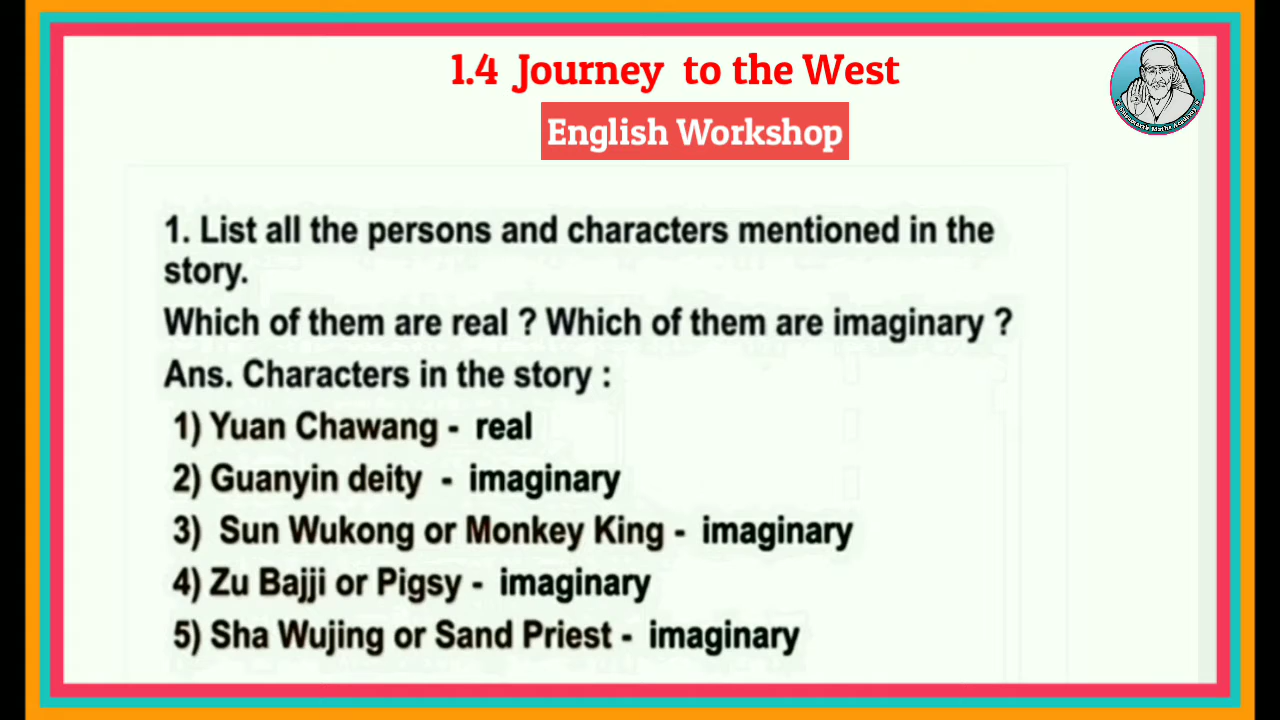 1.4 Journey to the West
English Workshop
1. List all the persons and characters mentioned in the
story.
Which of them are real ? Which of them are imaginary ?
Ans. Characters in the story :
1) Yuan Chawang - real
2) Guanyin deity - imaginary
3) Sun Wukong or Monkey King - imaginary
4) Zu Bajji or Pigsy - imaginary
5) Sha Wujing or Sand Priest - imaginary